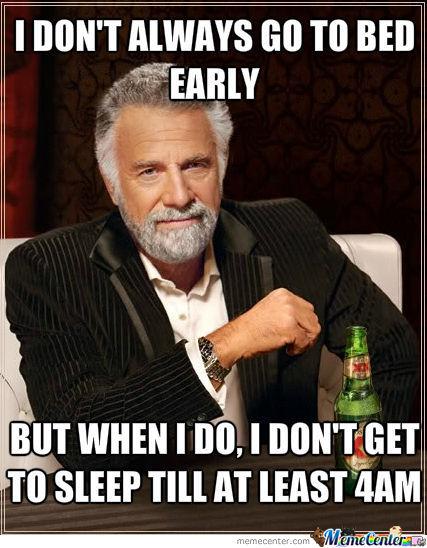 I DON'T ALWAYS GO TO BED
EARLY
XX
BUT WHEN I DO, I DON'T GET
TO SLEEP TILL AT LEAST 4AM
memecenter.com MemeCenter